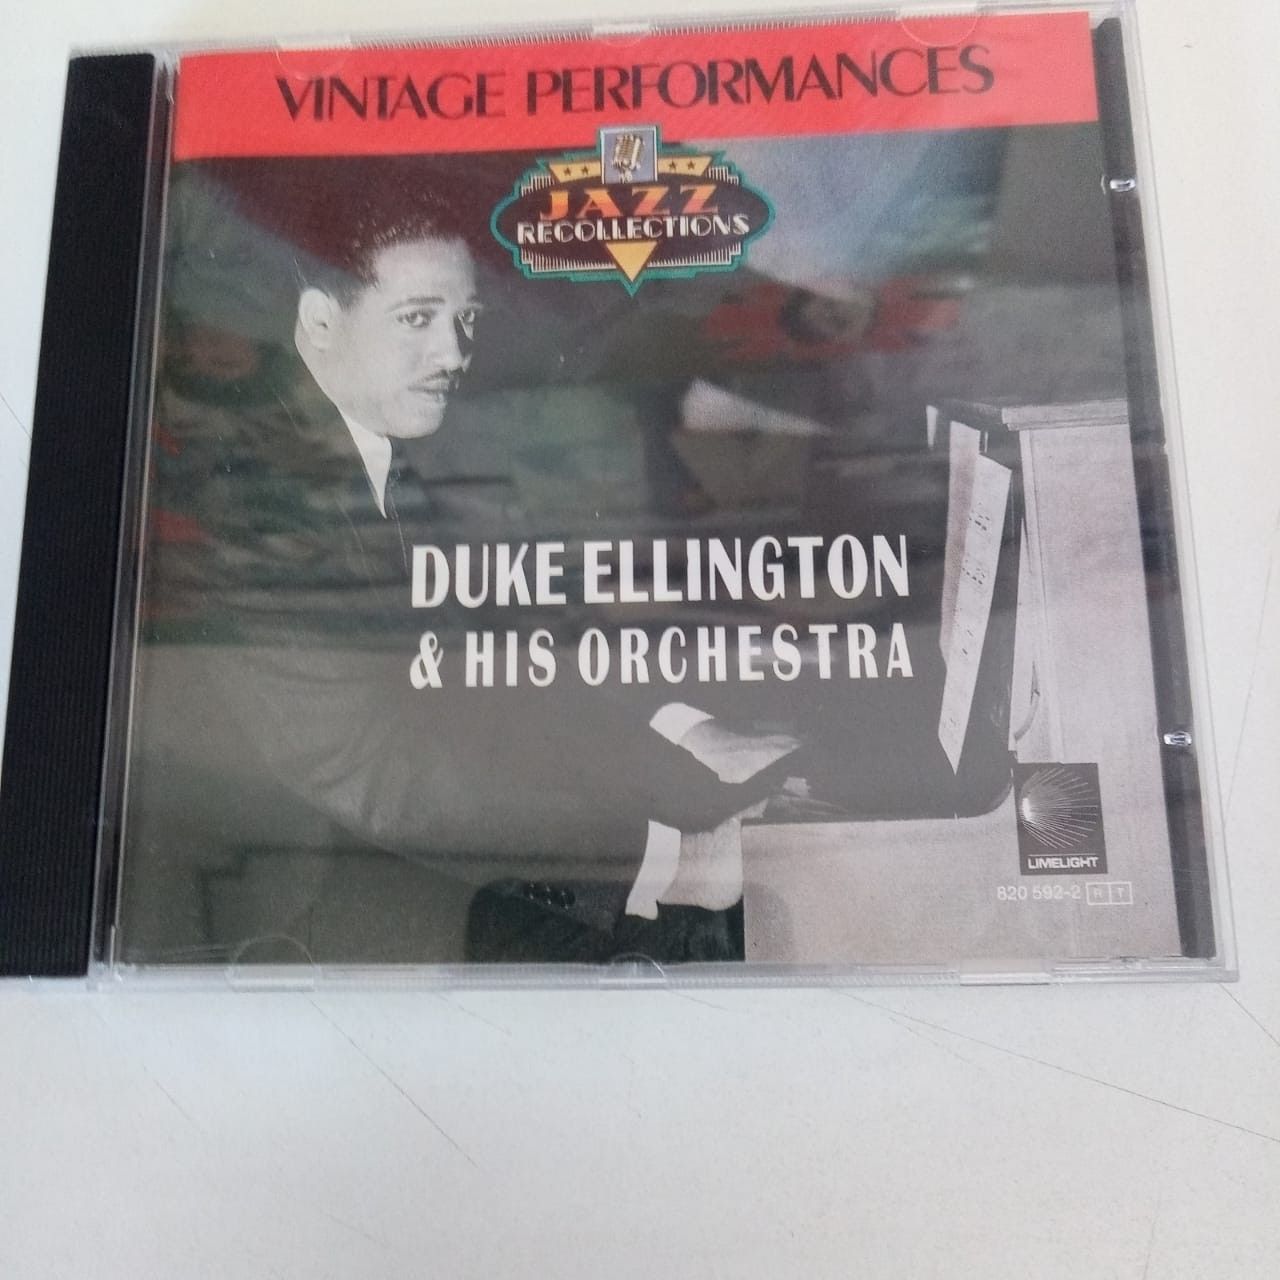 VINTAGE PERFORMANCES
JAZZ
RECOLLECTIONS
DUKE ELLINGTON
& HIS ORCHESTRA
LIMELIGHT
820 592-2 R T